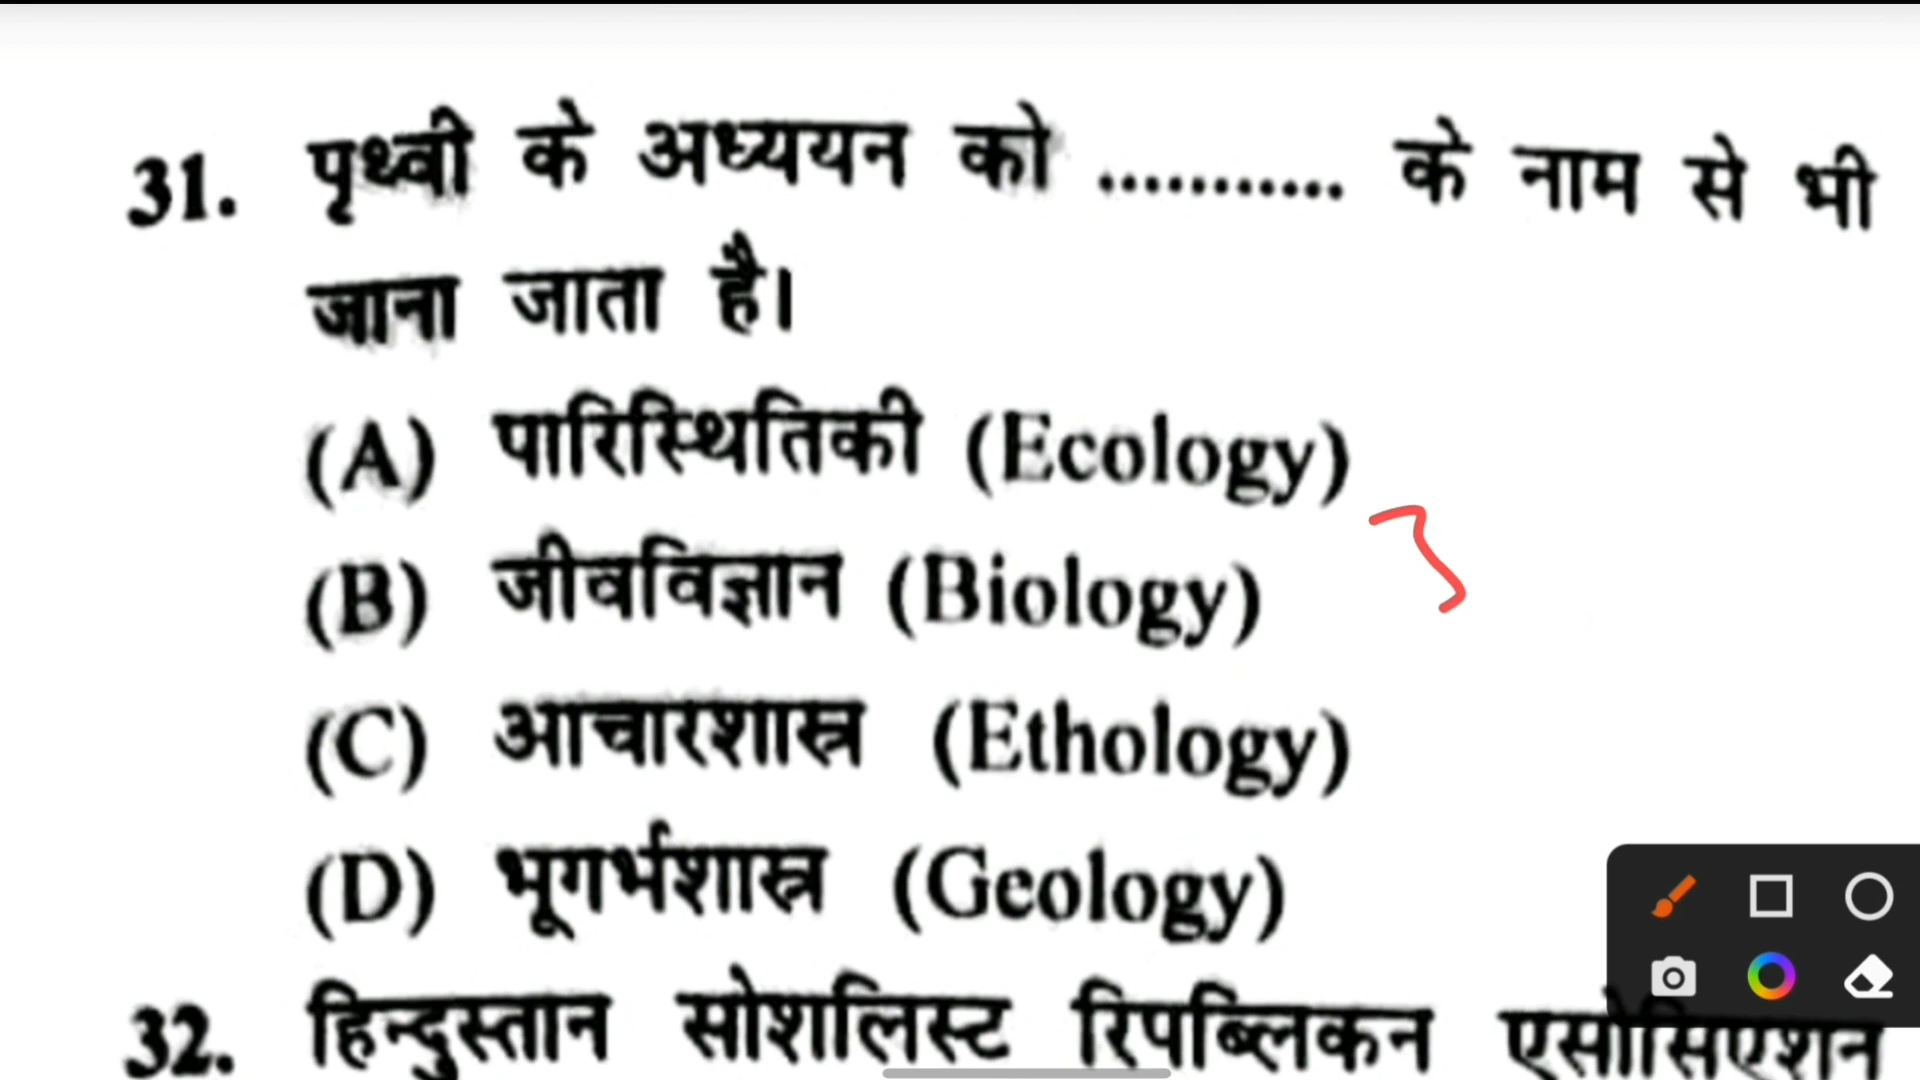 31. पृथ्वी के अध्ययन को ........... के नाम से भी
जाना जाता है।
(A) पारिस्थितिकी (Ecology)
(B) जीवविज्ञान (Biology)
(C) आचारशास्त्र (Ethology)
(D) भूगर्भशास्त्र (Geology)
32. हिन्दुस्तान सोशलिस्ट रिपब्लिकन एसोसिएशन